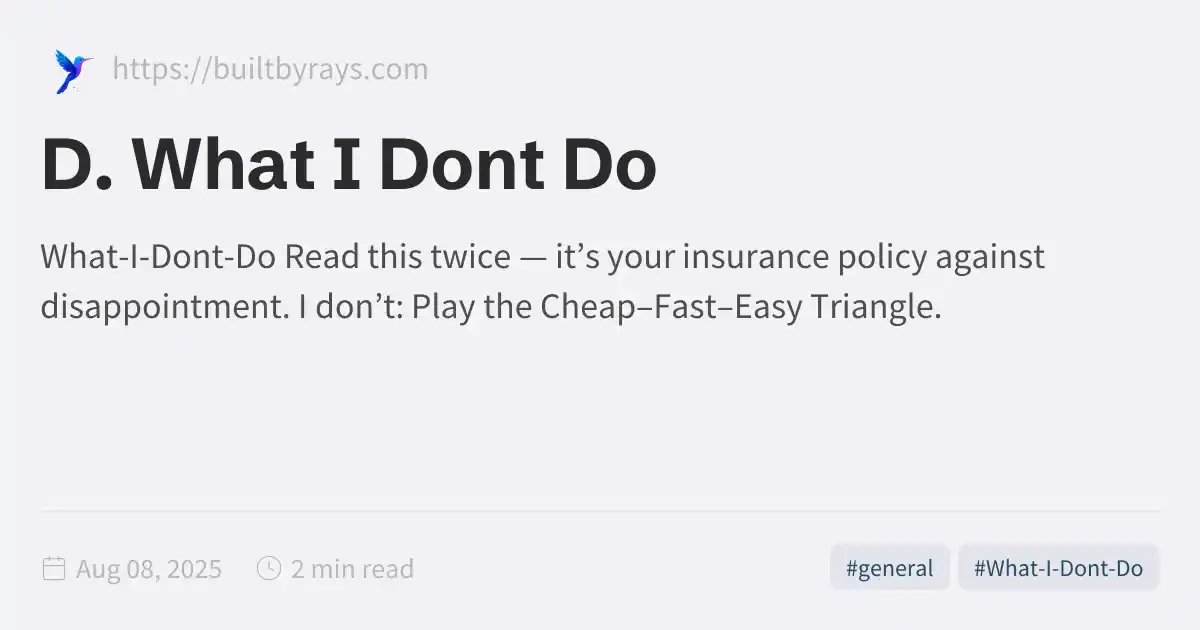 https://builtbyrays.com
D. What I Dont Do
What-I-Dont-Do Read this twice — it’s your insurance policy against
disappointment. I don’t: Play the Cheap–Fast–Easy Triangle.
Aug 08, 2025 2 min read #general #What-I-Dont-Do